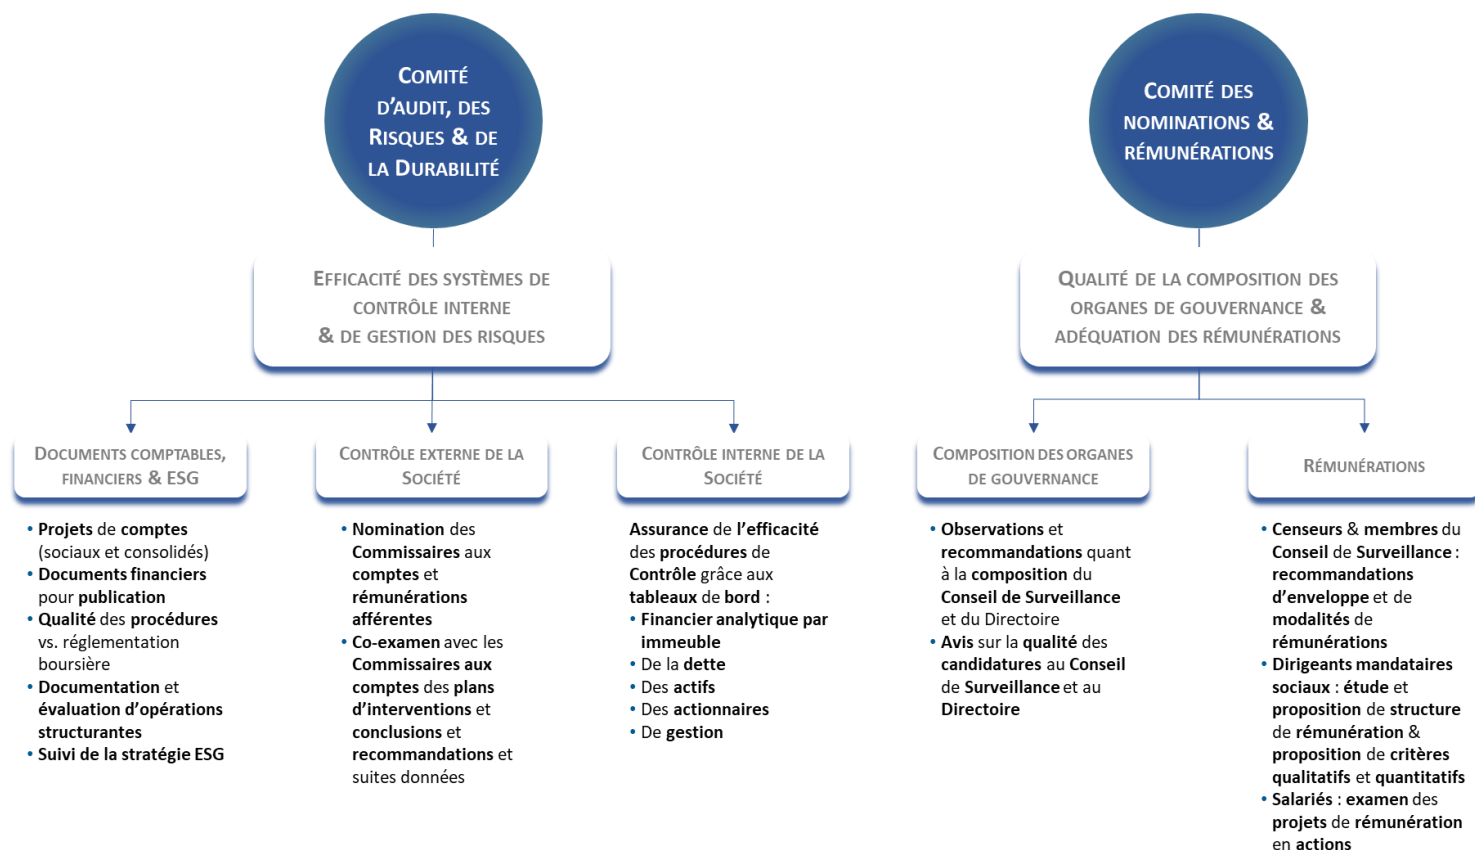 Comité
d'audit, des
Risques & de
la Durabilité
Efficacité des systèmes de
contrôle interne
& de gestion des risques
Documents comptables,
financiers & ESG
• Projets de comptes
(sociaux et consolidés)
• Documents financiers
pour publication
• Qualité des procédures
vs. réglementation
boursière
• Documentation et
évaluation d'opérations
structurantes
• Suivi de la stratégie ESG
Contrôle externe de la
Société
• Nomination des
Commissaires aux
comptes et
rémunérations
afférentes
• Co-examen avec les
Commissaires aux
comptes des plans
d'interventions et
conclusions et
recommandations et
suites données
Contrôle interne de la
Société
Assurance de l'efficacité
des procédures de
Contrôle grâce aux
tableaux de bord :
• Financier analytique par
immeuble
• De la dette
• Des actifs
• Des actionnaires
• De gestion
Comité des
nominations &
rémunérations
Qualité de la composition des
organes de gouvernance &
adéquation des rémunérations
Composition des organes
de gouvernance
• Observations et
recommandations quant
à la composition du
Conseil de Surveillance
et du Directoire
• Avis sur la qualité des
candidatures au Conseil
de Surveillance et au
Directoire
Rémunérations
• Censeurs & membres du
Conseil de Surveillance :
recommandations
d'enveloppe et de
modalités de
rémunérations
• Dirigeants mandataires
sociaux : étude et
proposition de structure
de rémunération &
proposition de critères
qualitatifs et quantitatifs
• Salariés : examen des
projets de rémunération
en actions